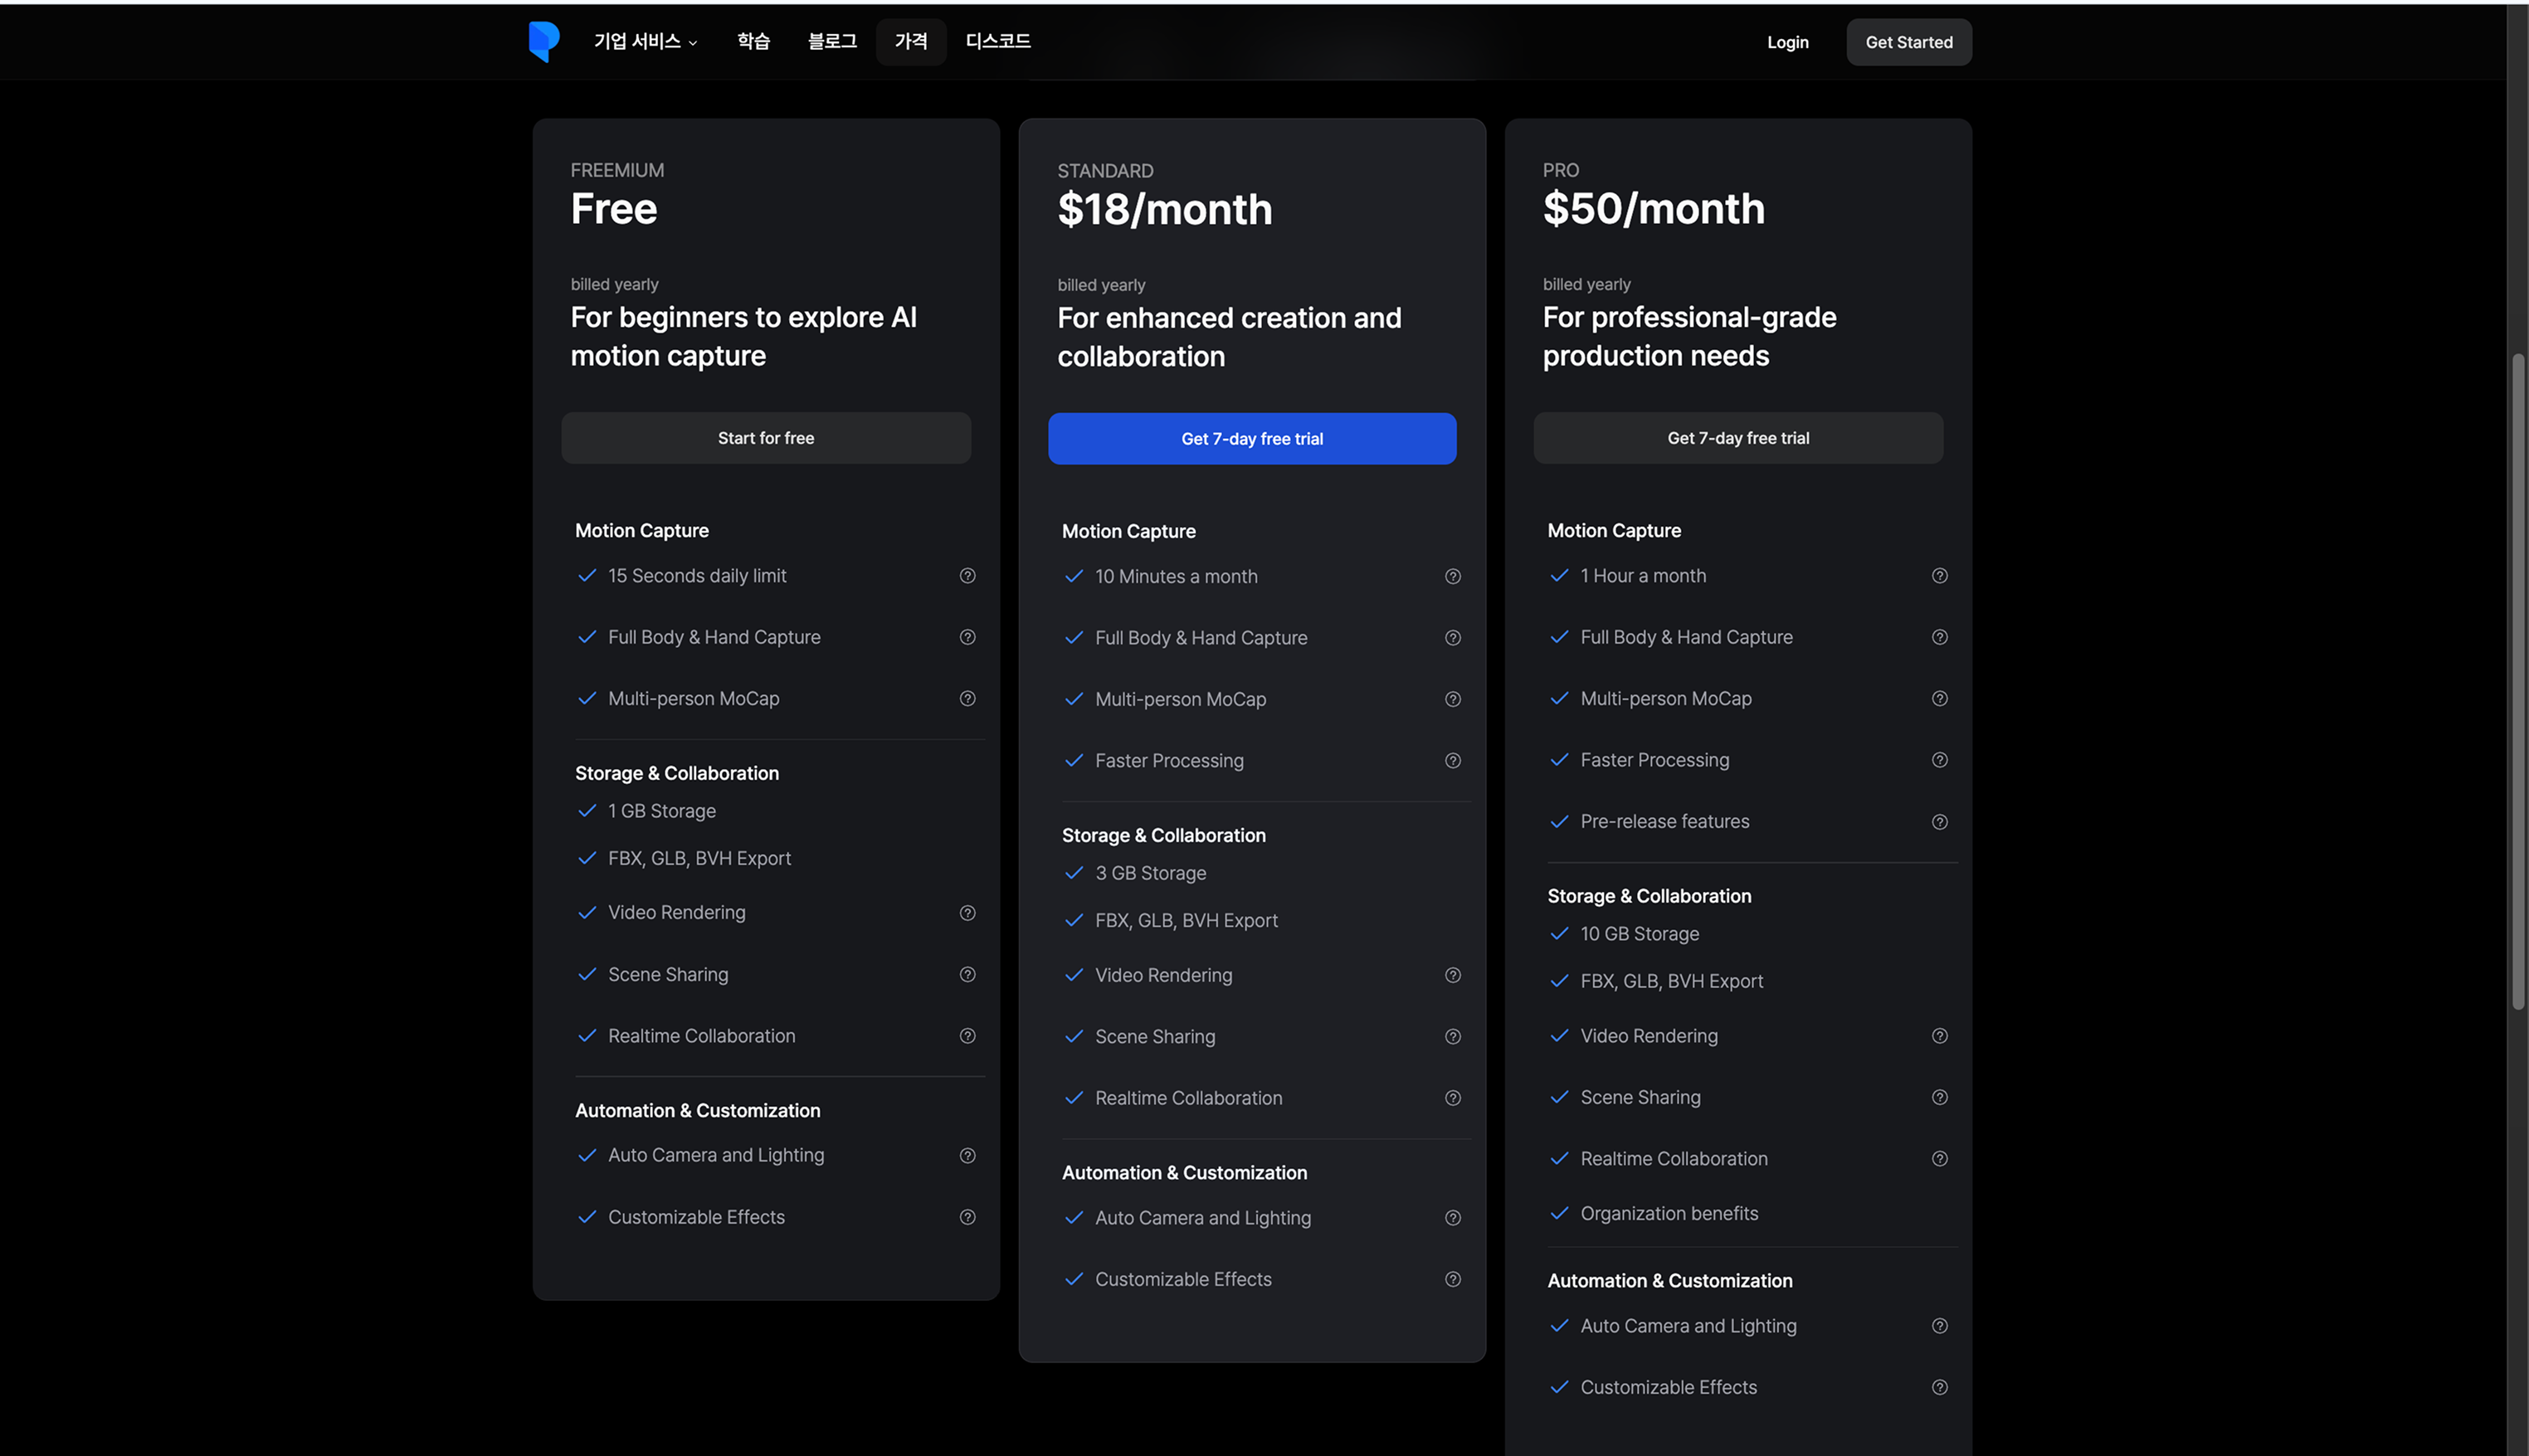 기업 서비스
학습
블로그
가격
디스코드
Login
Get Started
FREEMIUM
Free
billed yearly
For beginners to explore AI
motion capture
Start for free
Motion Capture
15 Seconds daily limit
Full Body & Hand Capture
Multi-person MoCap
Storage & Collaboration
1 GB Storage
FBX, GLB, BVH Export
Video Rendering
Scene Sharing
Realtime Collaboration
Automation & Customization
Auto Camera and Lighting
Customizable Effects
STANDARD
$18/month
billed yearly
For enhanced creation and
collaboration
Get 7-day free trial
Motion Capture
10 Minutes a month
Full Body & Hand Capture
Multi-person MoCap
Faster Processing
Storage & Collaboration
3 GB Storage
FBX, GLB, BVH Export
Video Rendering
Scene Sharing
Realtime Collaboration
Automation & Customization
Auto Camera and Lighting
Customizable Effects
PRO
$50/month
billed yearly
For professional-grade
production needs
Get 7-day free trial
Motion Capture
1 Hour a month
Full Body & Hand Capture
Multi-person MoCap
Faster Processing
Pre-release features
Storage & Collaboration
10 GB Storage
FBX, GLB, BVH Export
Video Rendering
Scene Sharing
Realtime Collaboration
Organization benefits
Automation & Customization
Auto Camera and Lighting
Customizable Effects